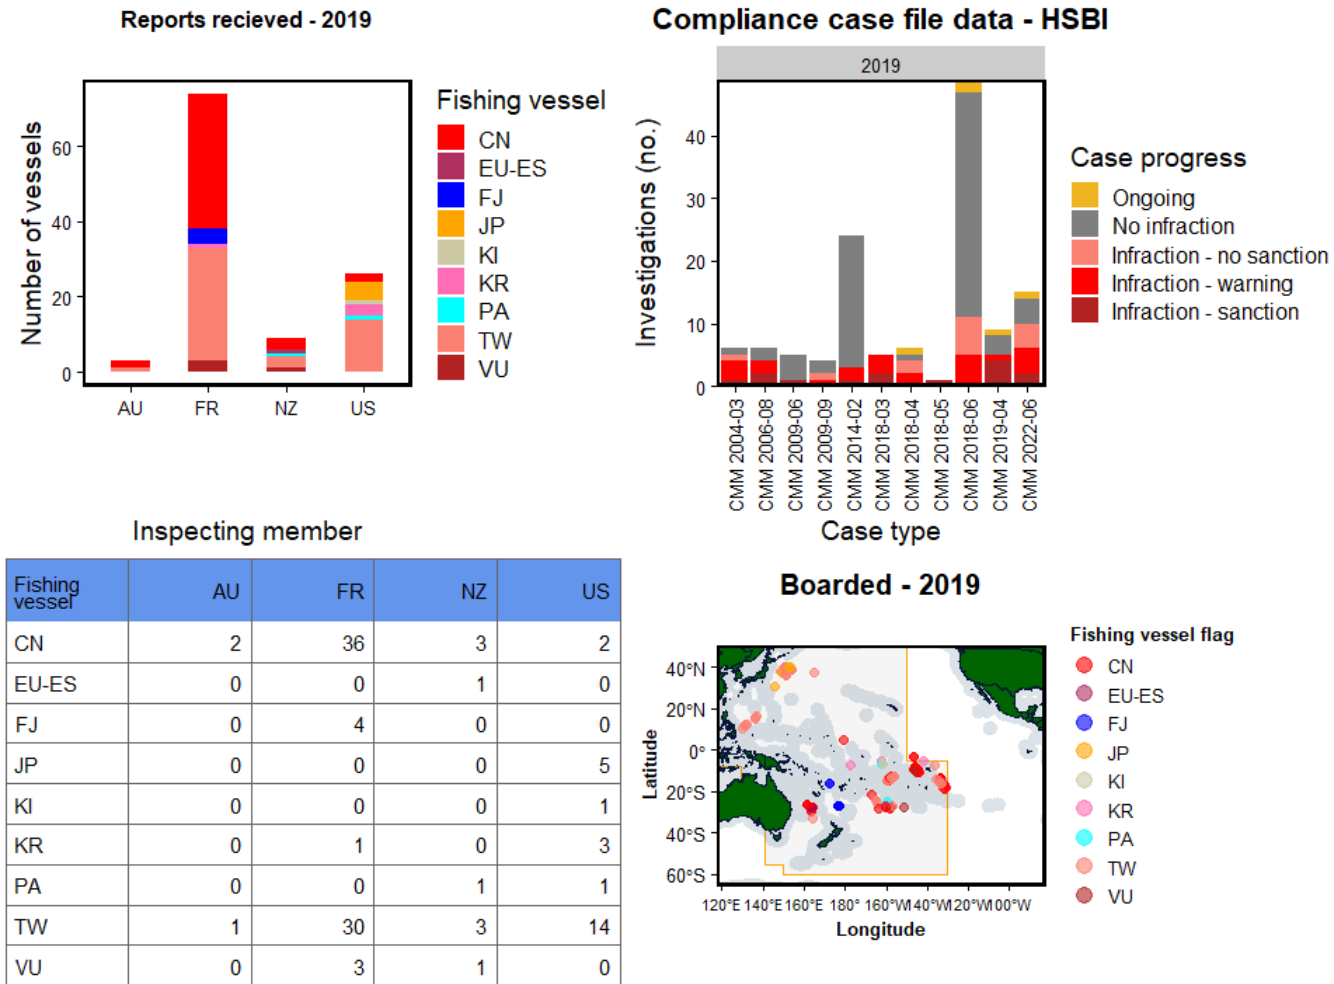 Reports recieved - 2019
Number of vessels
60
40
20
0
AU FR NZ US
Fishing vessel
CN
EU-ES
FJ
JP
KI
KR
PA
TW
VU
Compliance case file data - HSBI
2019
Investigations (no.)
40
30
20
10
0
CMM 2004-03
CMM 2006-08
CMM 2009-06
CMM 2009-09
CMM 2014-02
CMM 2018-03
CMM 2018-04
CMM 2018-05
CMM 2018-06
CMM 2019-04
CMM 2022-06
Case type
Case progress
Ongoing
No infraction
Infraction - no sanction
Infraction - warning
Infraction - sanction
Inspecting member
Fishing vessel AU FR NZ US
CN 2 36 3 2
EU-ES 0 0 1 0
FJ 0 4 0 0
JP 0 0 0 5
KI 0 0 0 1
KR 0 1 0 3
PA 0 0 1 1
TW 1 30 3 14
VU 0 3 1 0
Boarded - 2019
Latitude
40°N
20°N
0°
20°S
40°S
60°S
120°E 140°E 160°E 180° 160°W 140°W 120°W 100°W
Longitude
Fishing vessel flag
CN
EU-ES
FJ
JP
KI
KR
PA
TW
VU